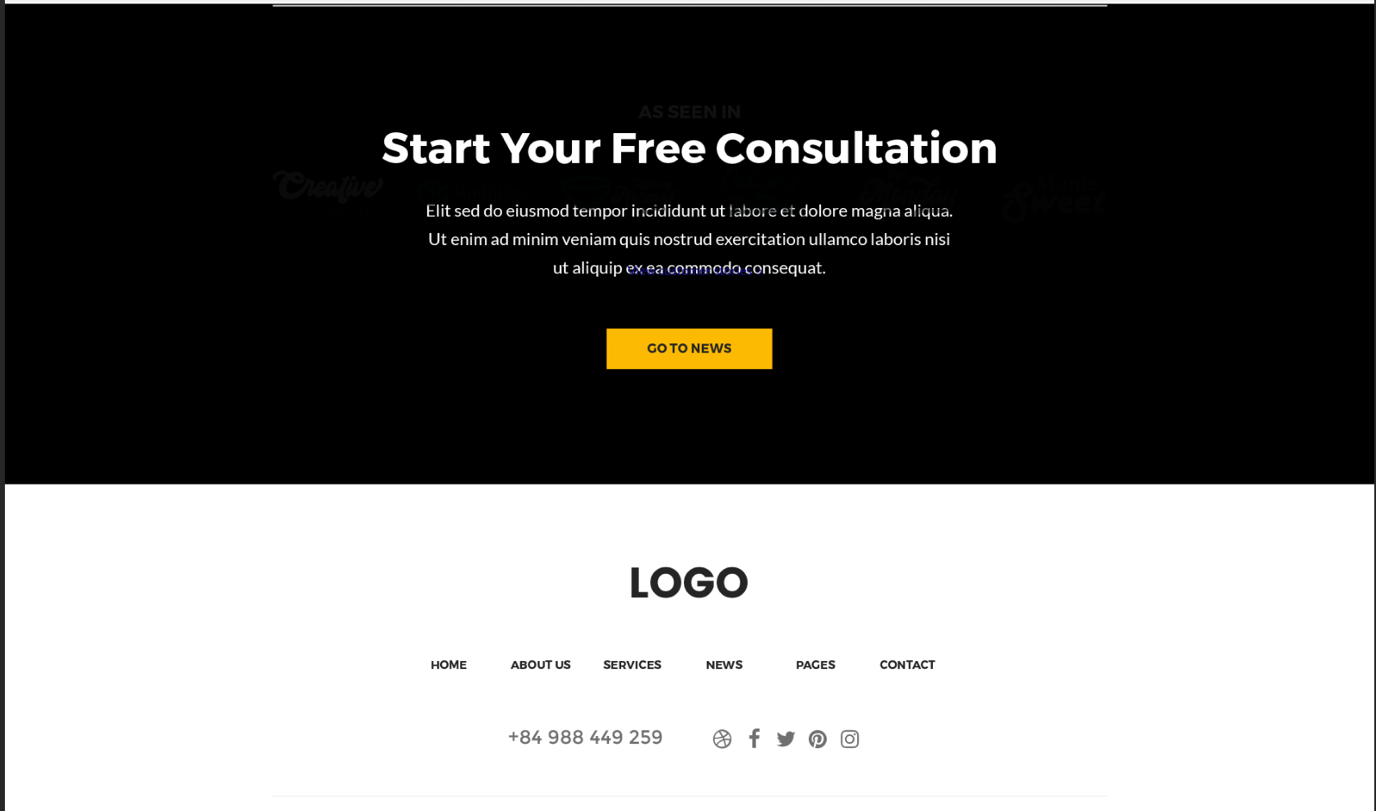 AS SEEN IN
Start Your Free Consultation
Creative
Sweet
Elit sed do eiusmod tempor incididunt ut labore et dolore magna aliqua.
Ut enim ad minim veniam quis nostrud exercitation ullamco laboris nisi
ut aliquip ex ea commodo consequat.
GO TO NEWS
LOGO
HOME ABOUT US SERVICES NEWS PAGES CONTACT
+84 988 449 259